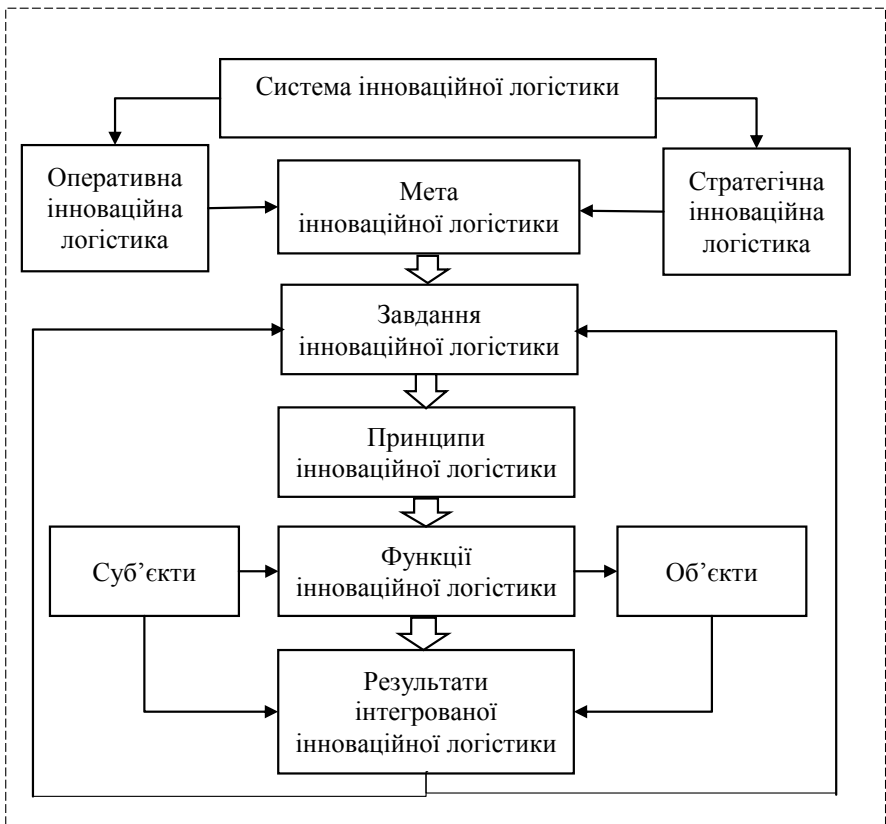 Система інноваційної логістики
Оперативна
інноваційна
логістика
Мета
інноваційної логістики
Стратегічна
інноваційна
логістика
Завдання
інноваційної логістики
Принципи
інноваційної логістики
Суб’єкти
Функції
інноваційної логістики
Об’єкти
Результати
інтегрованої
інноваційної логістики